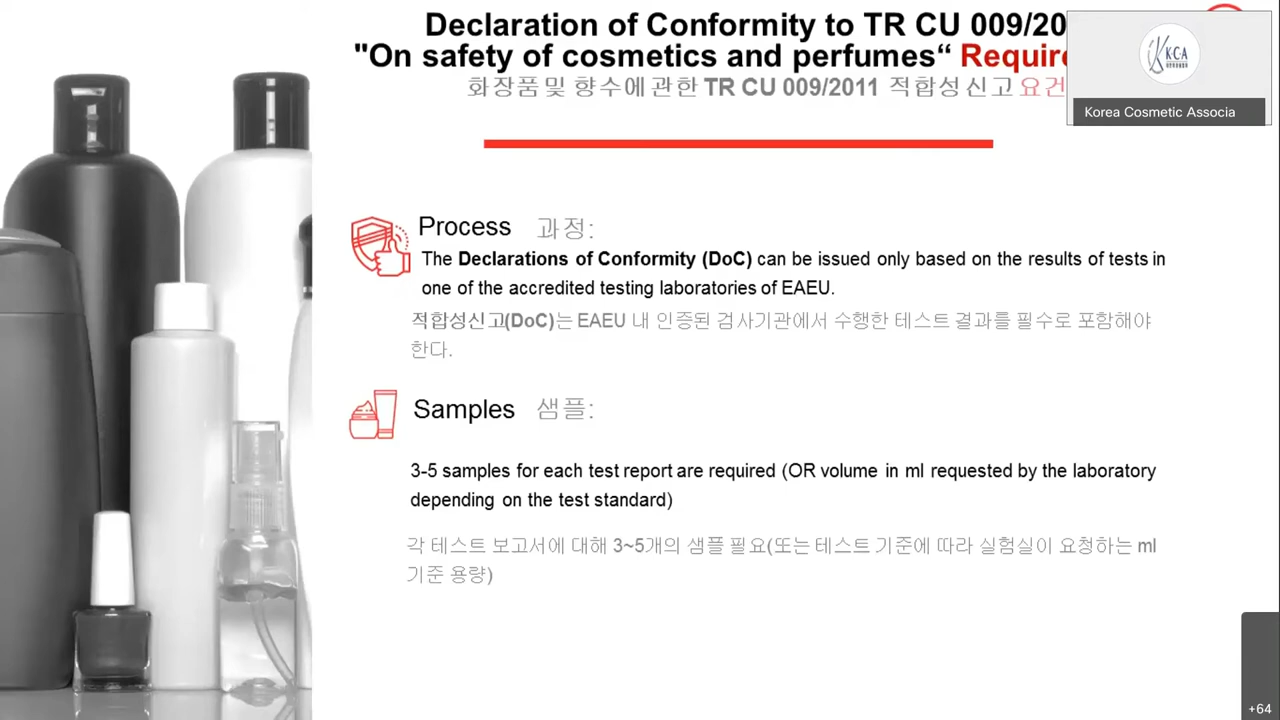 Declaration of Conformity to TR CU 009/20
"On safety of cosmetics and perfumes“
화장품및 향수에관한 TR CU 009/2011 적합성신고 요건
KCA
Korea Cosmetic Associa
Process 과정:
The Declarations of Conformity (DoC) can be issued only based on the results of tests in
one of the accredited testing laboratories of EAEU.
적합성신고(DoC)는 EAEU 내 인증된 검사기관에서 수행한 테스트 결과를 필수로 포함해야
한다.
Samples 샘플:
3-5 samples for each test report are required (OR volume in ml requested by the laboratory
depending on the test standard)
각 테스트 보고서에 대해 3~5개의 샘플 필요(또는 테스트 기준에 따라 실험실이 요청하는 ml
기준 용량)
+64